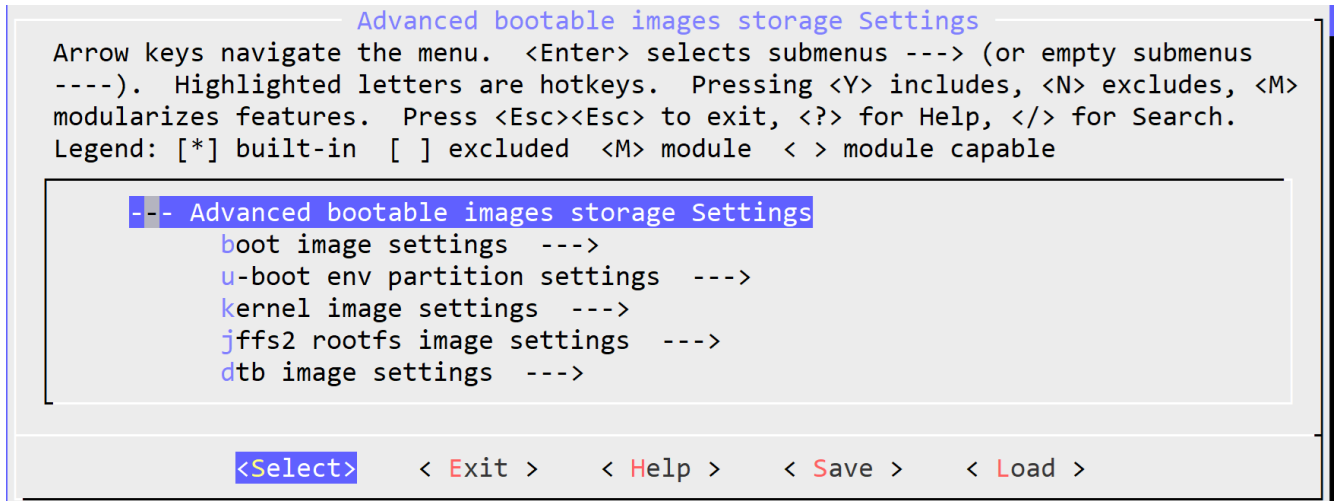 Advanced bootable images storage Settings
Arrow keys navigate the menu.  <Enter> selects submenus ---> (or empty submenus
----).  Highlighted letters are hotkeys.  Pressing <Y> includes, <N> excludes, <M>
modularizes features.  Press <Esc><Esc> to exit, <?> for Help, </> for Search.
Legend: [*] built-in  [ ] excluded  <M> module  < > module capable
--- Advanced bootable images storage Settings
boot image settings  --->
u-boot env partition settings  --->
kernel image settings  --->
jffs2 rootfs image settings  --->
dtb image settings  --->
<Select>    < Exit >    < Help >    < Save >    < Load >